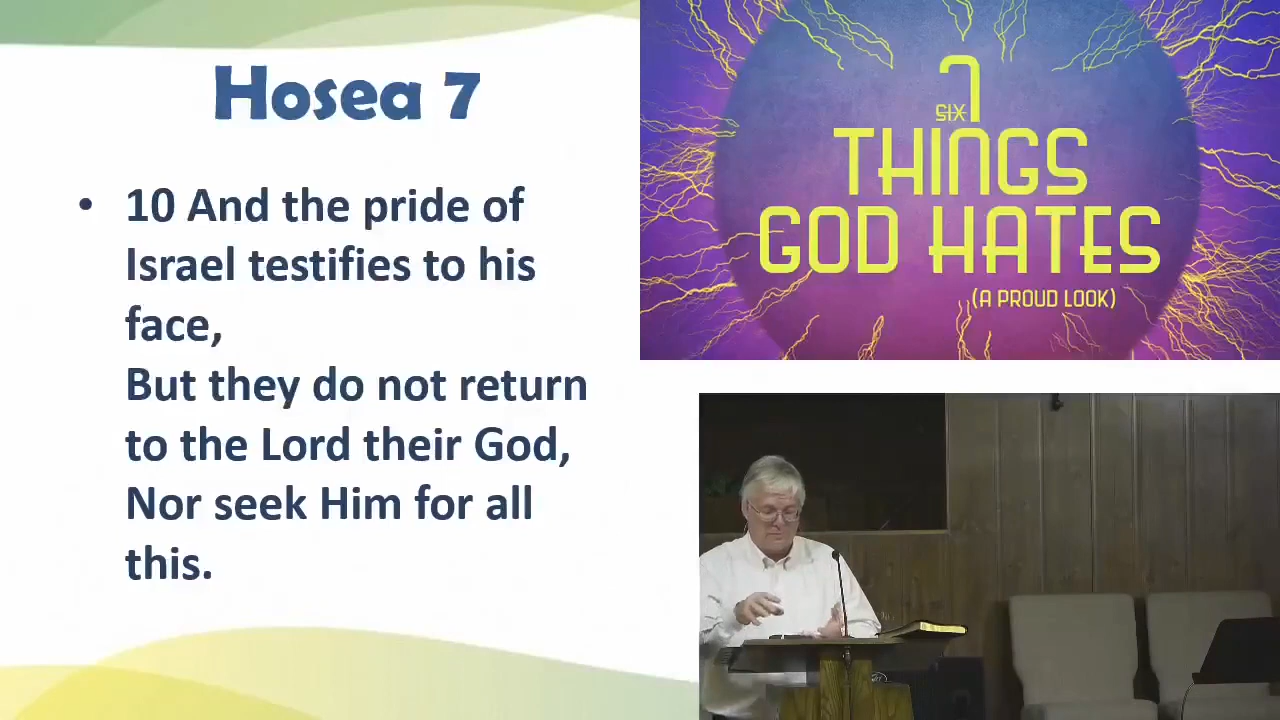 Hosea 7
• 10 And the pride of
Israel testifies to his
face,
But they do not return
to the Lord their God,
Nor seek Him for all
this.
SIX 7
THINGS
GOD HATES
(A PROUD LOOK)